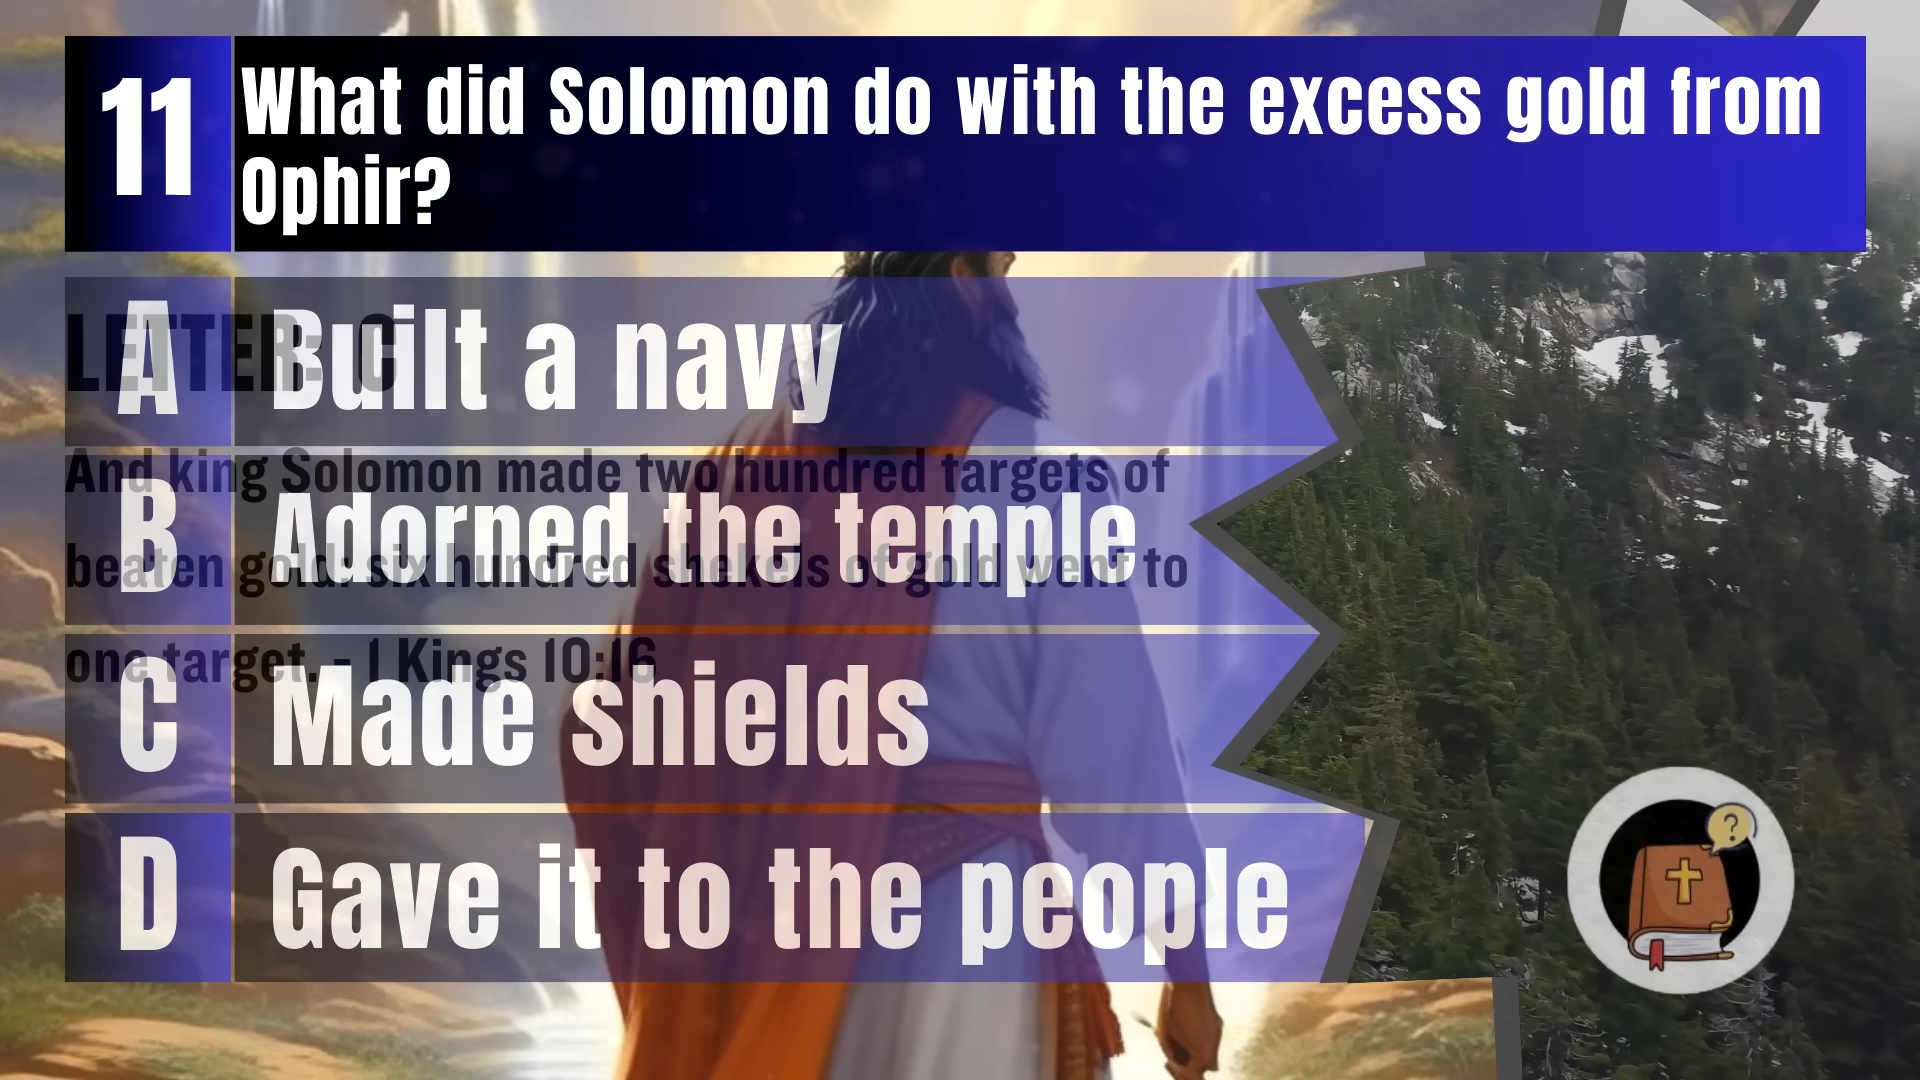 11
What did Solomon do with the excess gold from
Ophir?
LETTER: C
A
Built a navy
And king Solomon made two hundred targets of
B
Adorned the temple
beaten gold: six hundred shekels of gold went to
one target. - 1 Kings 10:16
C
Made shields
D
Gave it to the people
?